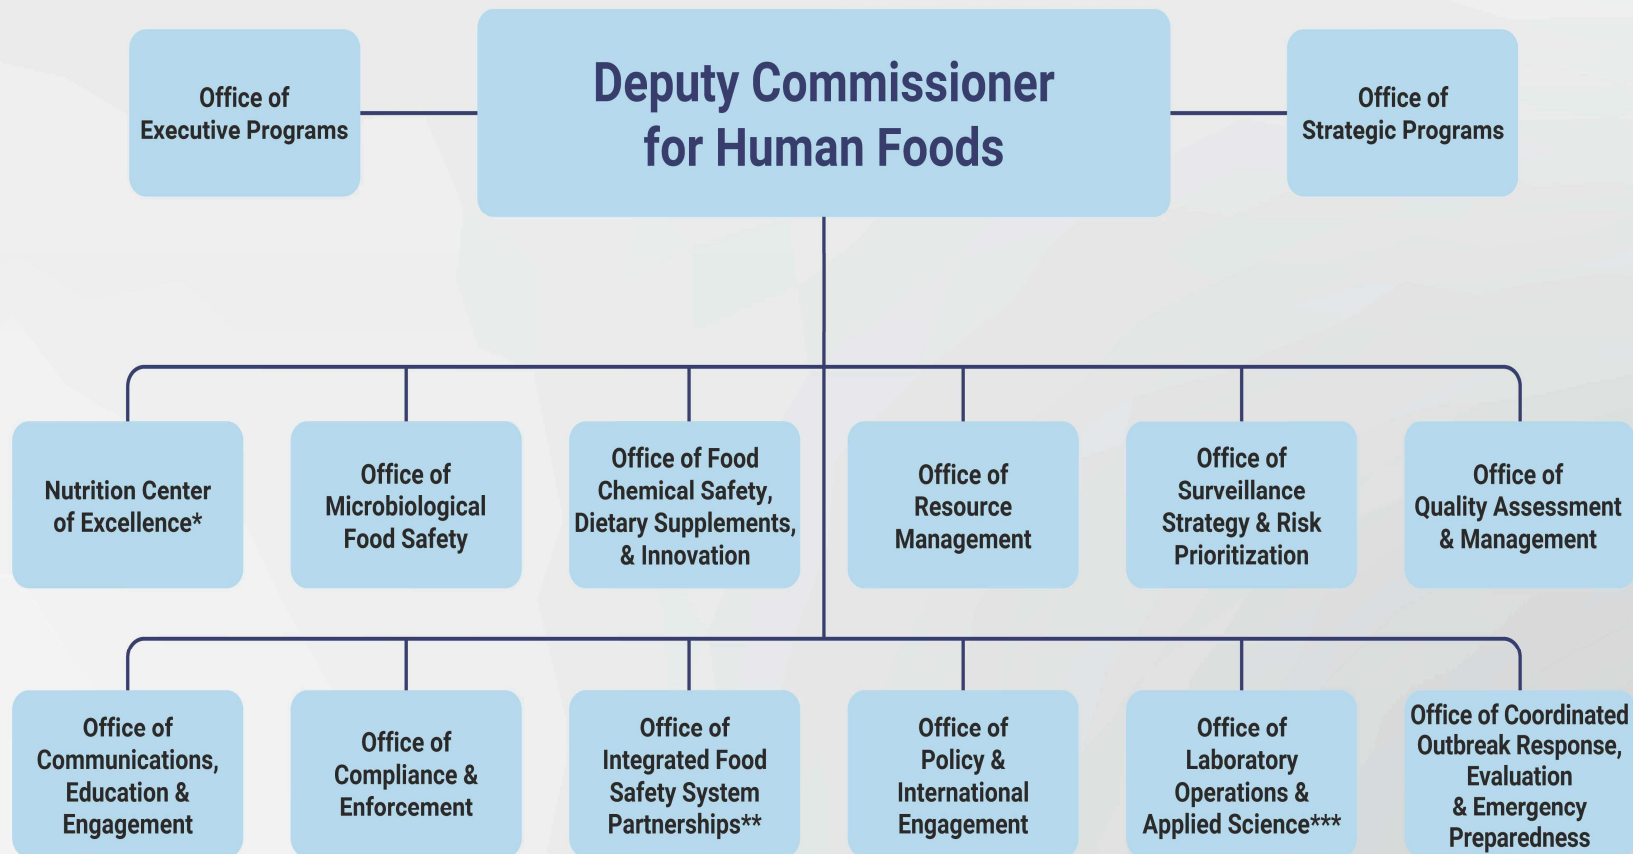 Office of
Executive Programs
Deputy Commissioner
for Human Foods
Office of
Strategic Programs
Nutrition Center
of Excellence*
Office of
Microbiological
Food Safety
Office of Food
Chemical Safety,
Dietary Supplements,
& Innovation
Office of
Resource
Management
Office of
Surveillance
Strategy & Risk
Prioritization
Office of
Quality Assessment
& Management
Office of
Communications,
Education &
Engagement
Office of
Compliance &
Enforcement
Office of
Integrated Food
Safety System
Partnerships**
Office of
Policy &
International
Engagement
Office of
Laboratory
Operations &
Applied Science***
Office of Coordinated
Outbreak Response,
Evaluation
& Emergency
Preparedness